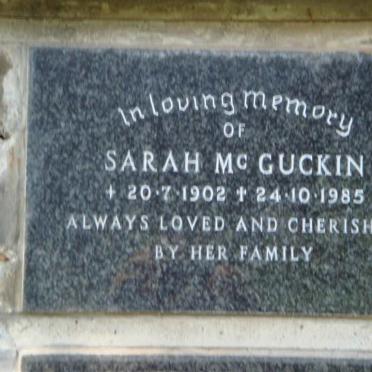 In loving memory
OF
SARAH Mc GUCKIN
+ 20·7·1902 ✝ 24·10·1985
ALWAYS LOVED AND CHERISH
BY HER FAMILY